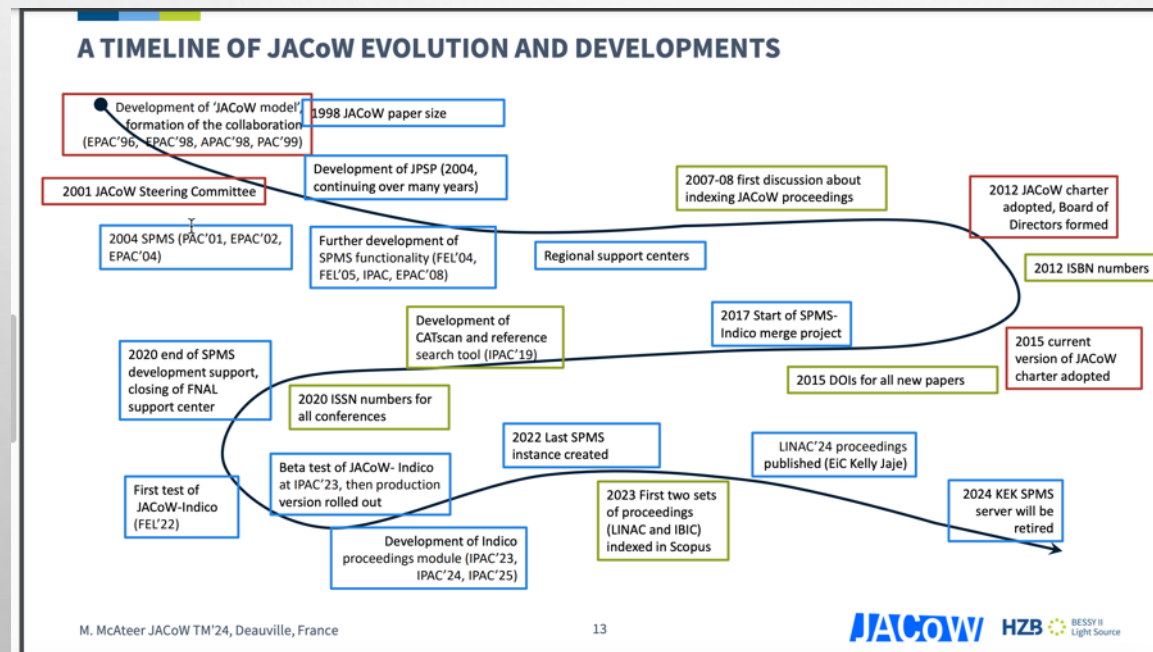 A TIMELINE OF JACoW EVOLUTION AND DEVELOPMENTS
Development of ‘JACoW model’,
formation of the collaboration
(EPAC’96, EPAC’98, APAC’98, PAC’99)
1998 JACoW paper size
2001 JACoW Steering Committee
Development of JPSP (2004,
continuing over many years)
2004 SPMS (PAC’01, EPAC’02,
EPAC’04)
Further development of
SPMS functionality (FEL’04,
FEL’05, IPAC, EPAC’08)
Regional support centers
2007-08 first discussion about
indexing JACoW proceedings
2012 JACoW charter
adopted, Board of
Directors formed
2012 ISBN numbers
2015 current
version of JACoW
charter adopted
2015 DOIs for all new papers
2017 Start of SPMS-
Indico merge project
Development of
CATscan and reference
search tool (IPAC’19)
2020 ISSN numbers for
all conferences
2020 end of SPMS
development support,
closing of FNAL
support center
First test of
JACoW-Indico
(FEL’22)
Beta test of JACoW- Indico
at IPAC’23, then production
version rolled out
Development of Indico
proceedings module (IPAC’23,
IPAC’24, IPAC’25)
2022 Last SPMS
instance created
2023 First two sets
of proceedings
(LINAC and IBIC)
indexed in Scopus
LINAC’24 proceedings
published (EiC Kelly Jaje)
2024 KEK SPMS
server will be
retired
M. McAteer JACoW TM'24, Deauville, France
13
JACoW
HZB
BESSY II
Light Source